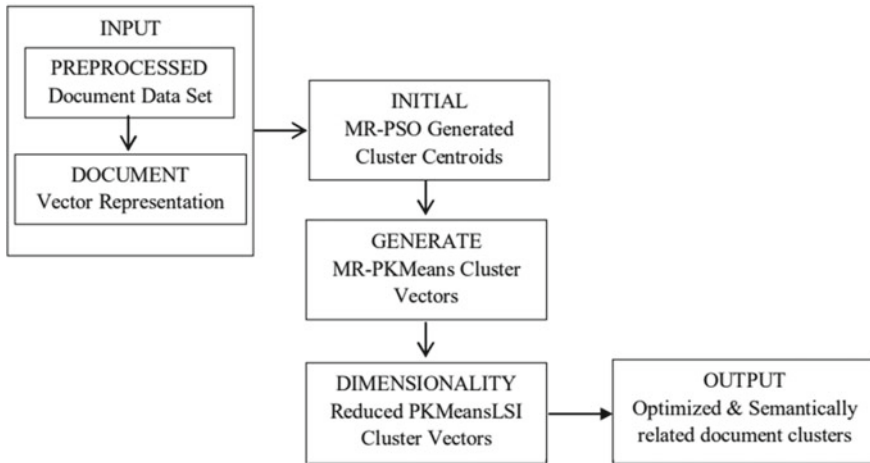 INPUT
PREPROCESSED
Document Data Set
DOCUMENT
Vector Representation
INITIAL
MR-PSO Generated
Cluster Centroids
GENERATE
MR-PKMeans Cluster
Vectors
DIMENSIONALITY
Reduced PKMeansLSI
Cluster Vectors
OUTPUT
Optimized & Semantically
related document clusters